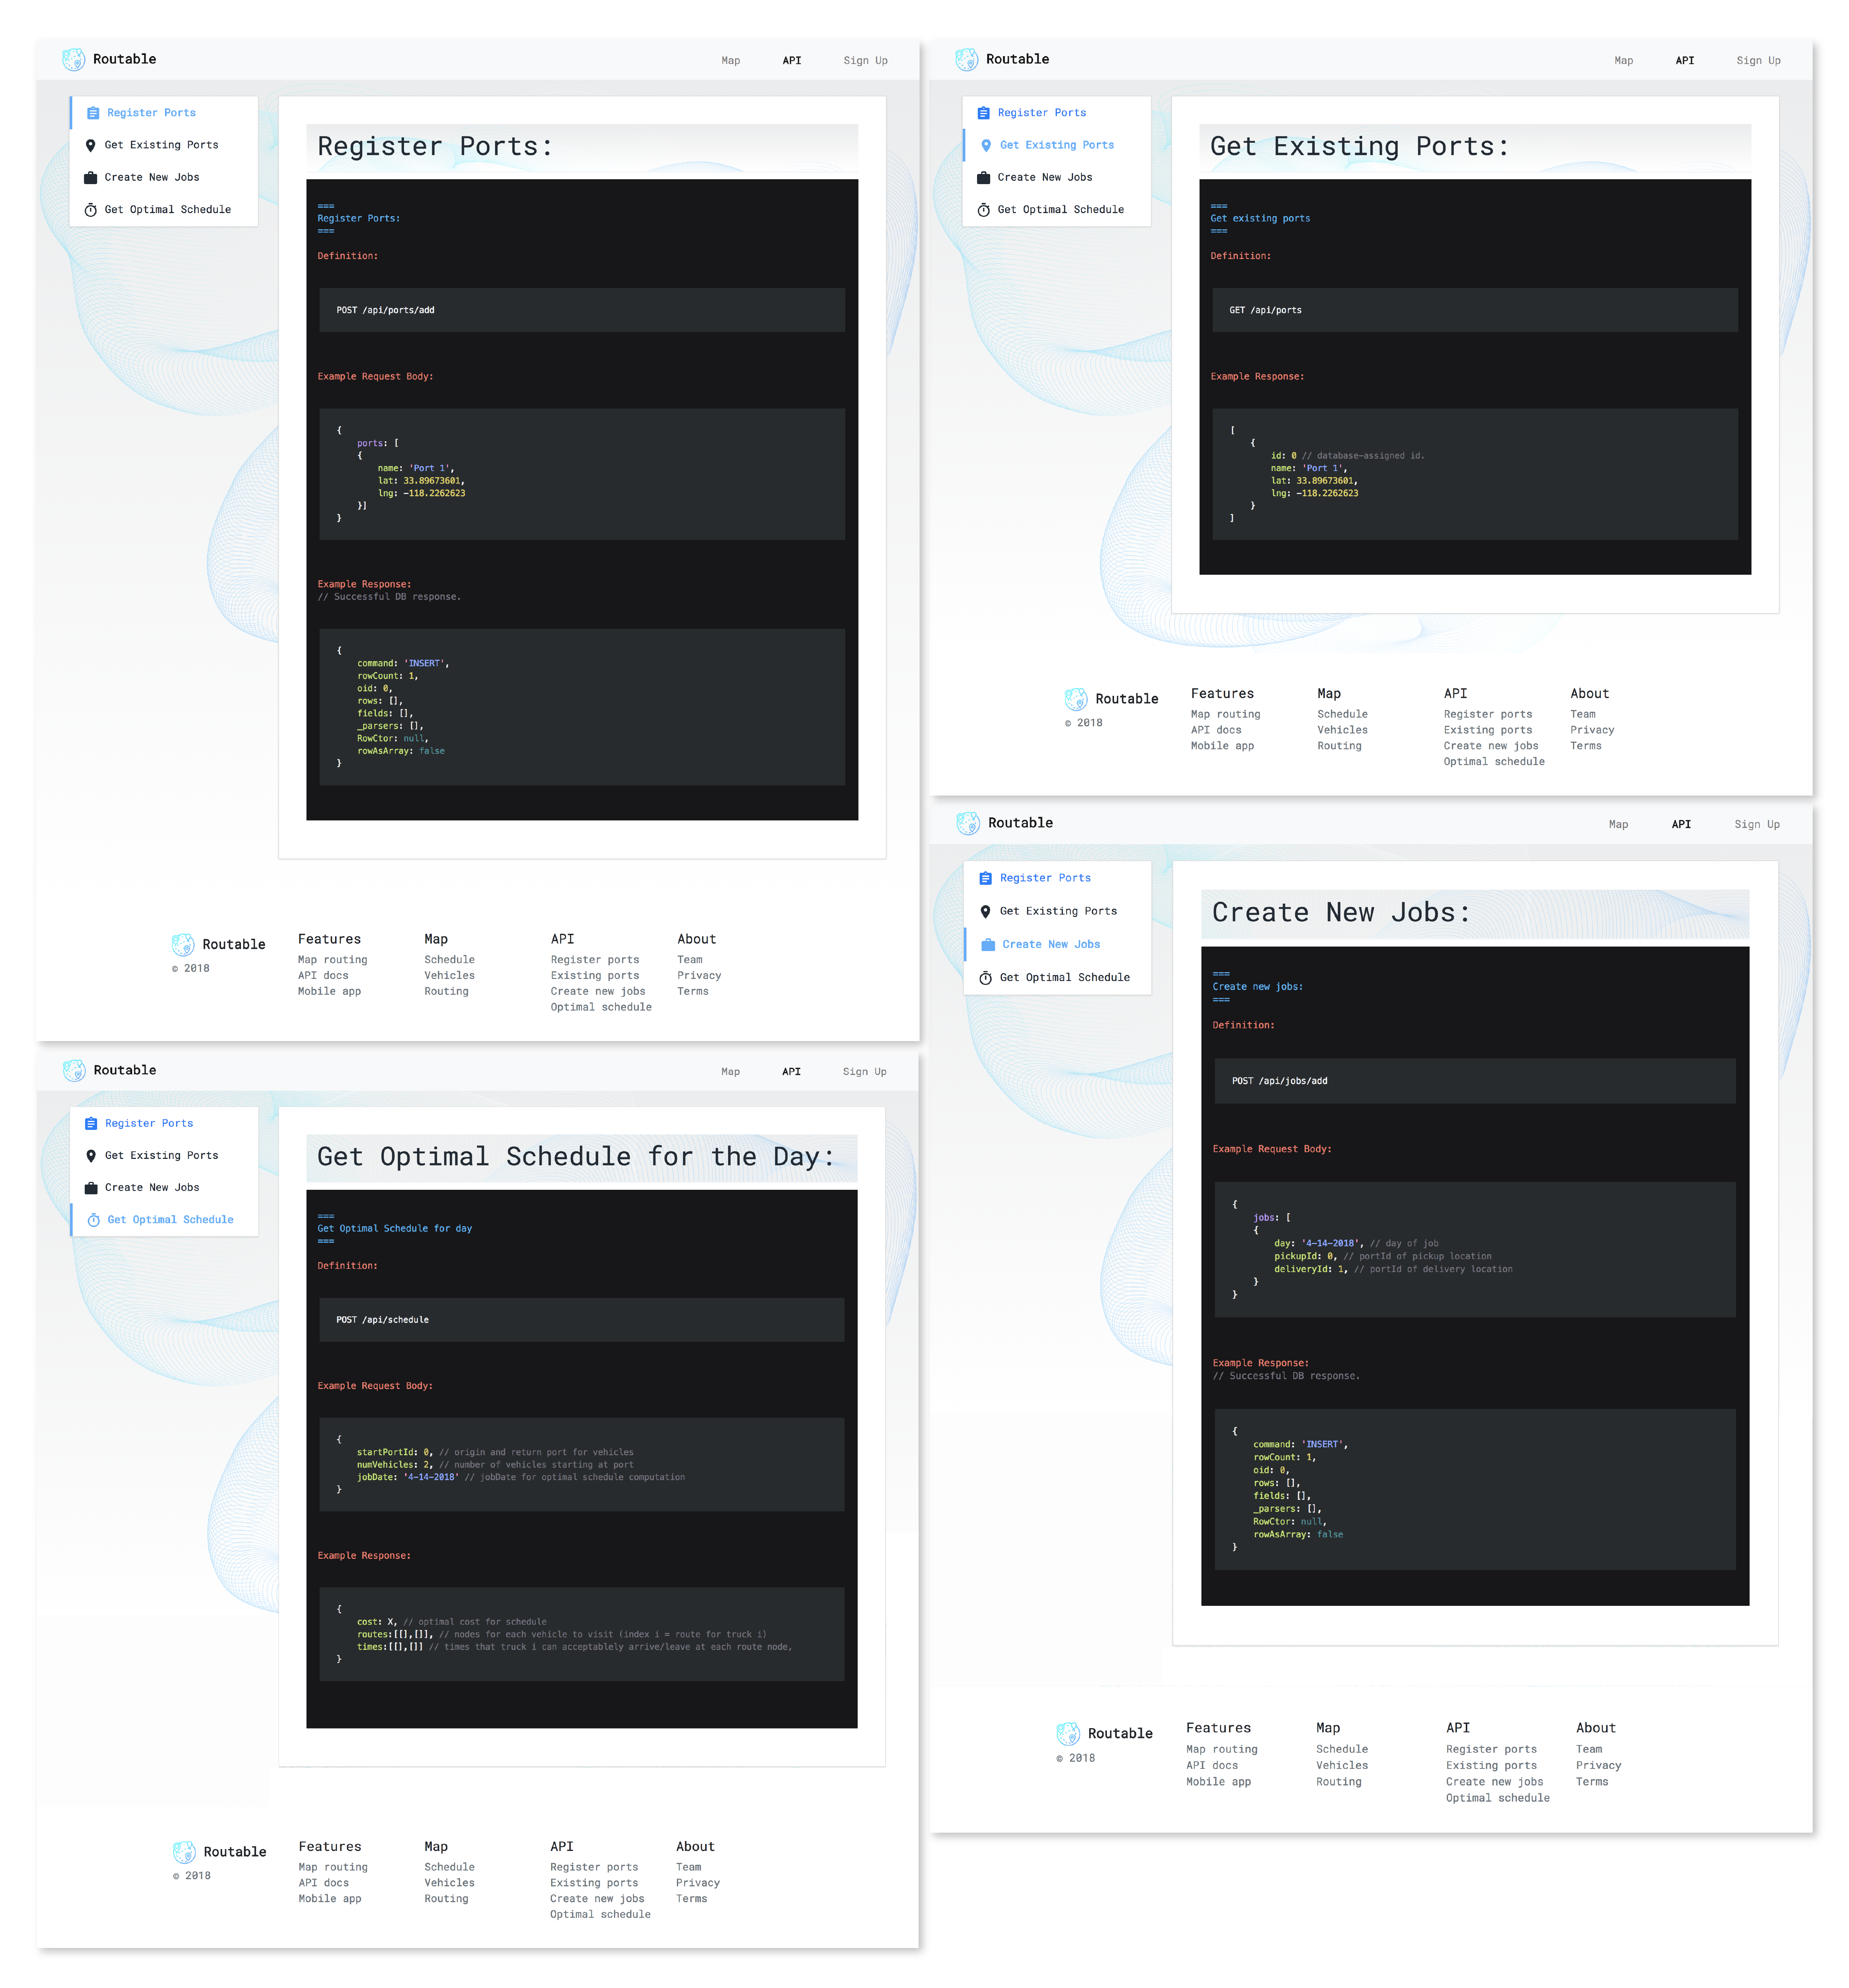 Routable
Map API Sign Up
Register Ports
Get Existing Ports
Create New Jobs
Get Optimal Schedule
Register Ports:
===
Register Ports:
===
Definition:
POST /api/ports/add
Example Request Body:
{
ports: [
{
name: 'Port 1',
lat: 33.89673601,
lng: -118.2262623
}]
}
Example Response:
// Successful DB response.
{
command: 'INSERT',
rowCount: 1,
oid: 0,
rows: [],
fields: [],
_parsers: [],
RowCtor: null,
rowAsArray: false
}
Routable
© 2018
Features
Map routing
API docs
Mobile app
Map
Schedule
Vehicles
Routing
API
Register ports
Existing ports
Create new jobs
Optimal schedule
About
Team
Privacy
Terms
Routable
Map API Sign Up
Register Ports
Get Existing Ports
Create New Jobs
Get Optimal Schedule
Get Existing Ports:
===
Get existing ports
===
Definition:
GET /api/ports
Example Response:
[
{
id: 0 // database-assigned id.
name: 'Port 1',
lat: 33.89673601,
lng: -118.2262623
}
]
Routable
© 2018
Features
Map routing
API docs
Mobile app
Map
Schedule
Vehicles
Routing
API
Register ports
Existing ports
Create new jobs
Optimal schedule
About
Team
Privacy
Terms
Routable
Map API Sign Up
Register Ports
Get Existing Ports
Create New Jobs
Get Optimal Schedule
Create New Jobs:
===
Create new jobs:
===
Definition:
POST /api/jobs/add
Example Request Body:
{
jobs: [
{
day: '4-14-2018', // day of job
pickupId: 0, // portId of pickup location
deliveryId: 1, // portId of delivery location
}
}
Example Response:
// Successful DB response.
{
command: 'INSERT',
rowCount: 1,
oid: 0,
rows: [],
fields: [],
_parsers: [],
RowCtor: null,
rowAsArray: false
}
Routable
© 2018
Features
Map routing
API docs
Mobile app
Map
Schedule
Vehicles
Routing
API
Register ports
Existing ports
Create new jobs
Optimal schedule
About
Team
Privacy
Terms
Routable
Map API Sign Up
Register Ports
Get Existing Ports
Create New Jobs
Get Optimal Schedule
Get Optimal Schedule for the Day:
===
Get Optimal Schedule for day
===
Definition:
POST /api/schedule
Example Request Body:
{
startPortId: 0, // origin and return port for vehicles
numVehicles: 2, // number of vehicles starting at port
jobDate: '4-14-2018' // jobDate for optimal schedule computation
}
Example Response:
{
cost: X, // optimal cost for schedule
routes:[[],[]], // nodes for each vehicle to visit (index i = route for truck i)
times:[[],[]] // times that truck i can acceptablely arrive/leave at each route node,
}
Routable
© 2018
Features
Map routing
API docs
Mobile app
Map
Schedule
Vehicles
Routing
API
Register ports
Existing ports
Create new jobs
Optimal schedule
About
Team
Privacy
Terms